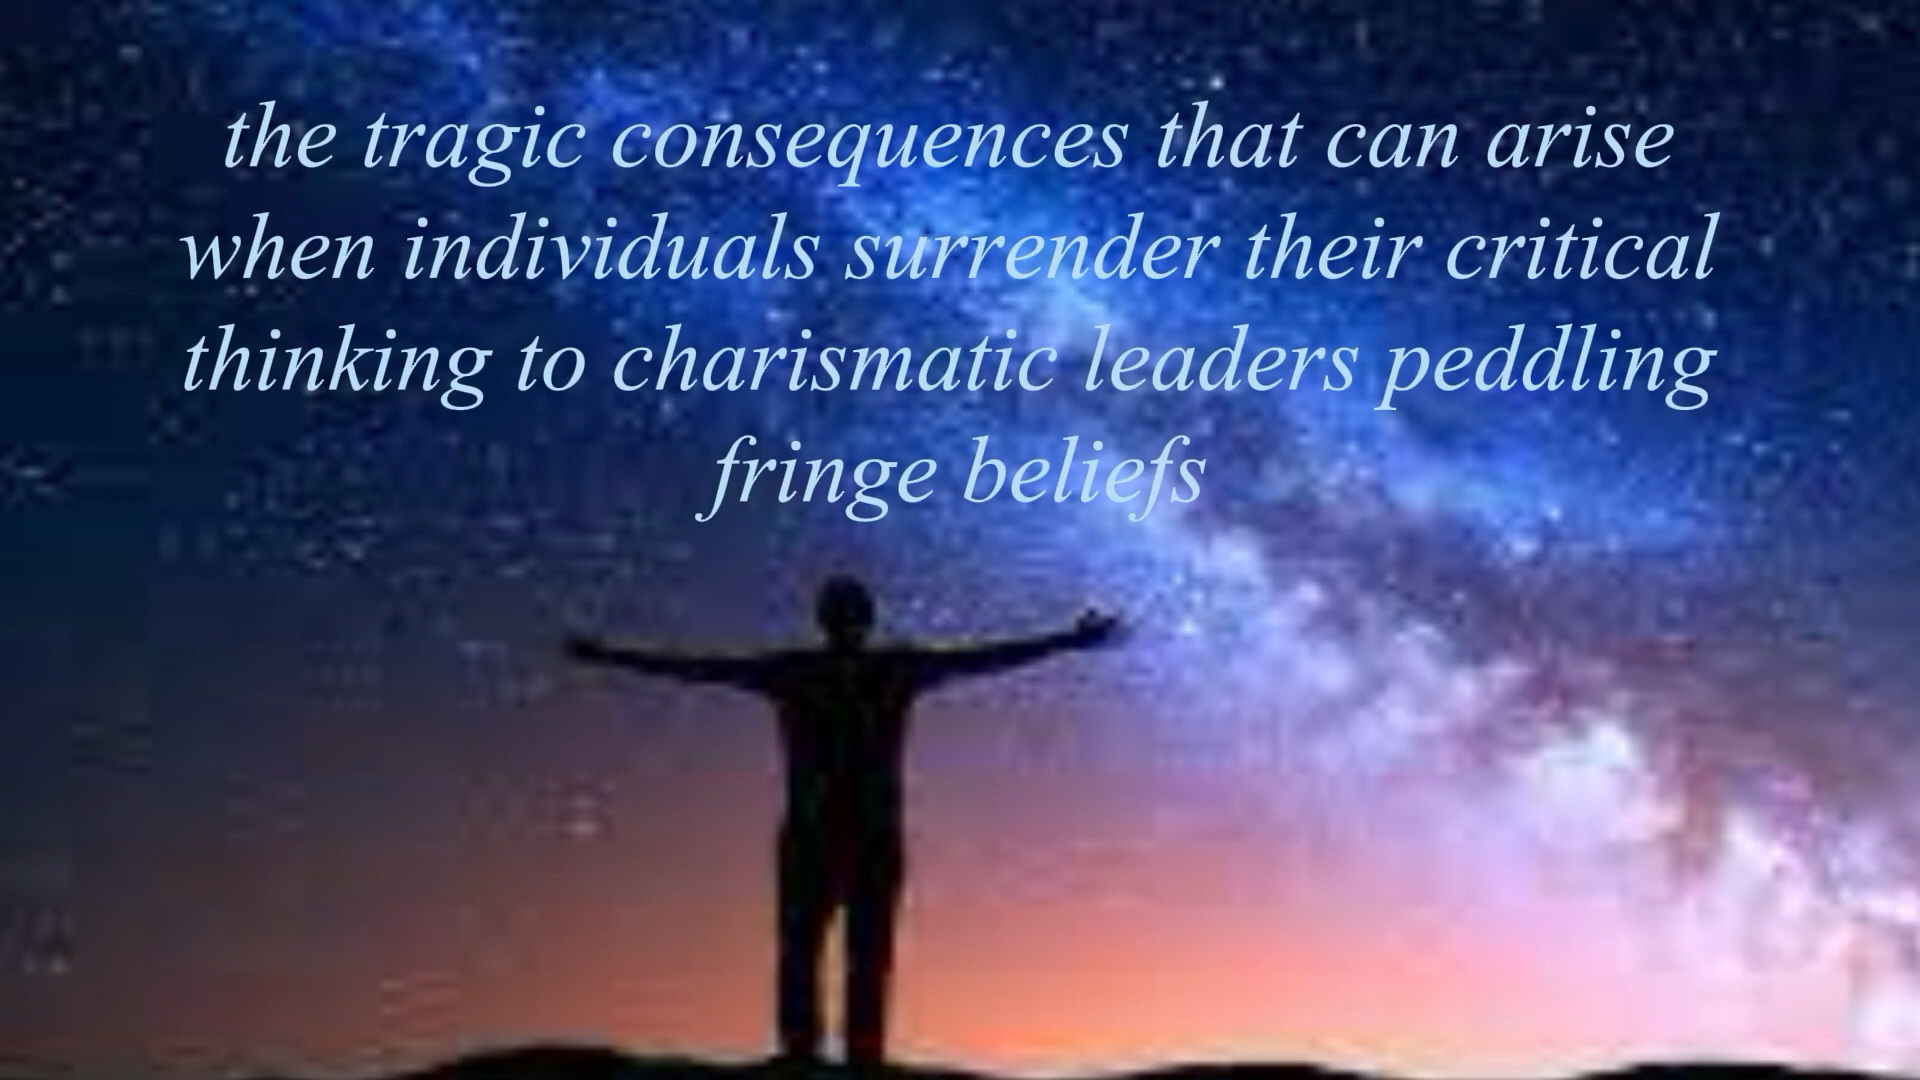 the tragic consequences that can arise
when individuals surrender their critical
thinking to charismatic leaders peddling
fringe beliefs